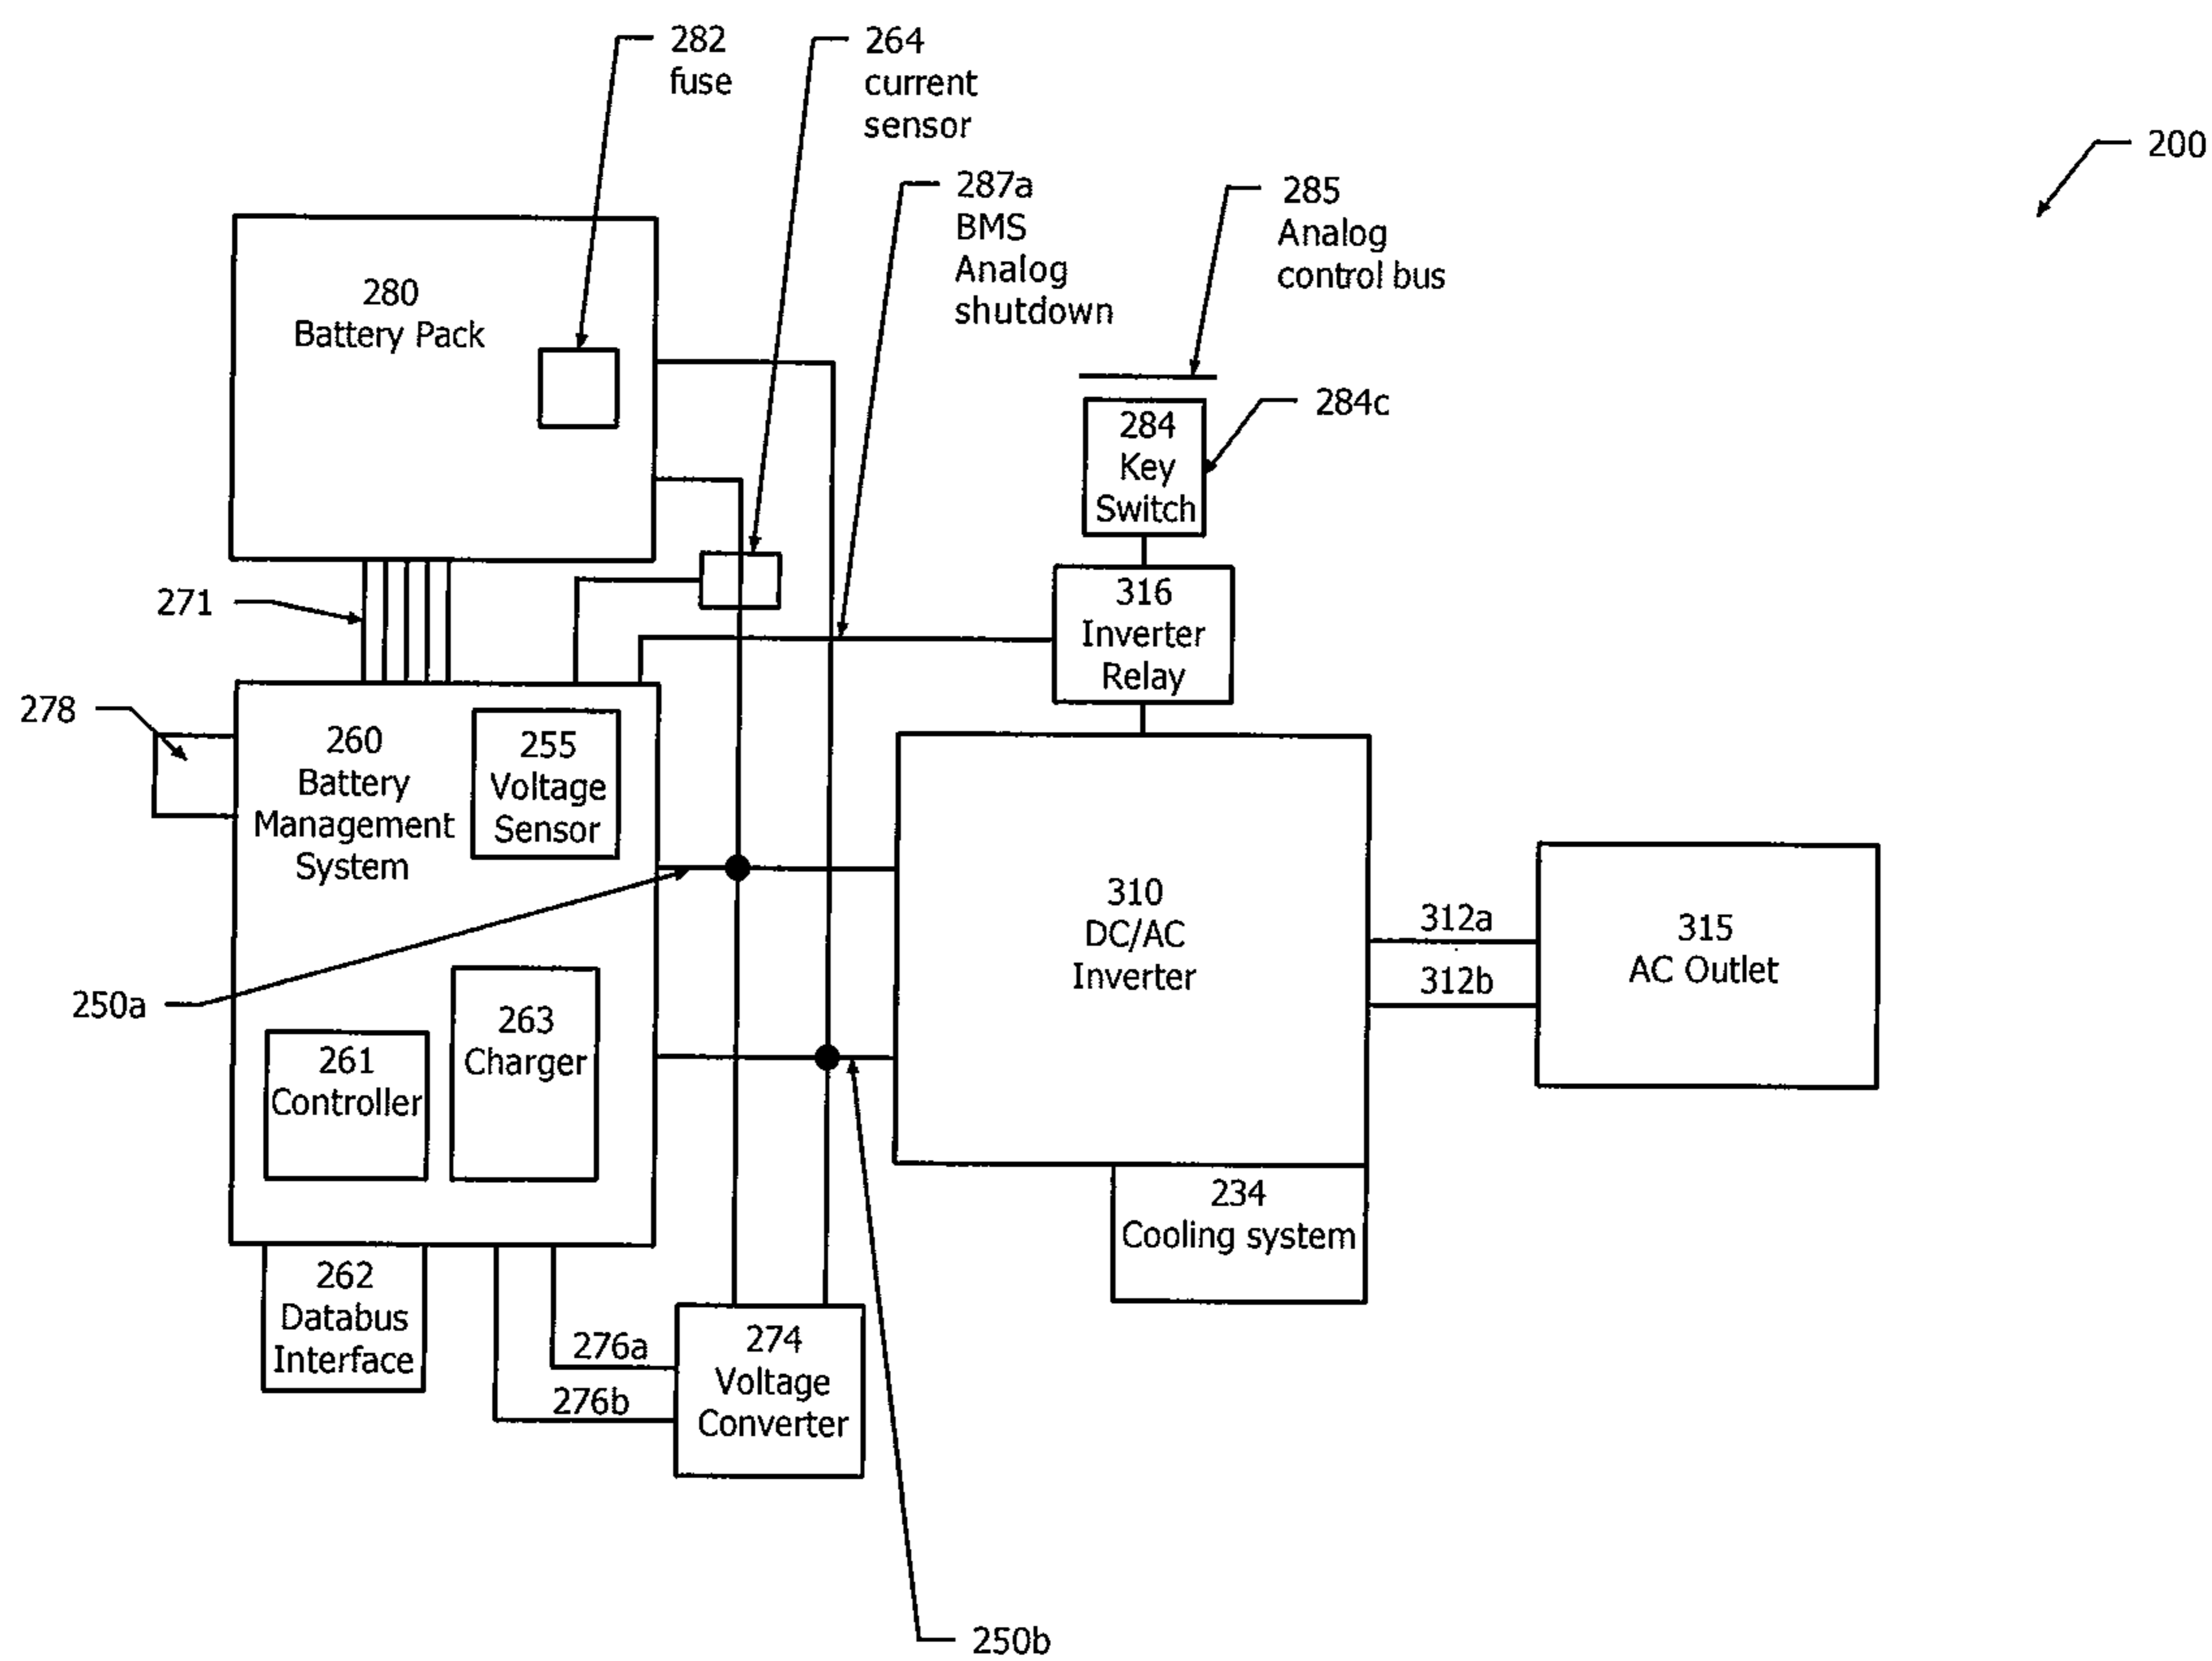 282
fuse
264
current
sensor
200
287a
BMS
Analog
shutdown
285
Analog
control bus
280
Battery Pack
284c
284
Key
Switch
271
316
Inverter
Relay
278
260
Battery
Management
System
255
Voltage
Sensor
310
DC/AC
Inverter
312a
312b
315
AC Outlet
250a
263
Charger
261
Controller
234
Cooling system
262
Databus
Interface
276a
276b
274
Voltage
Converter
250b